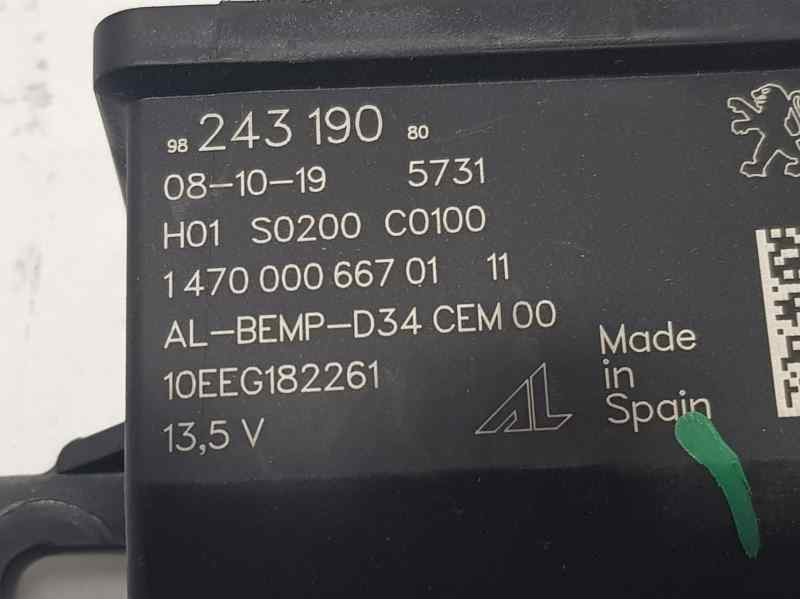 98 243 190 80
08-10-19 5731
H01 S0200 C0100
1 470 000 667 01 11
AL-BEMP-D34 CEM 00
10EEG182261
13,5 V
AL
Made
in
Spain